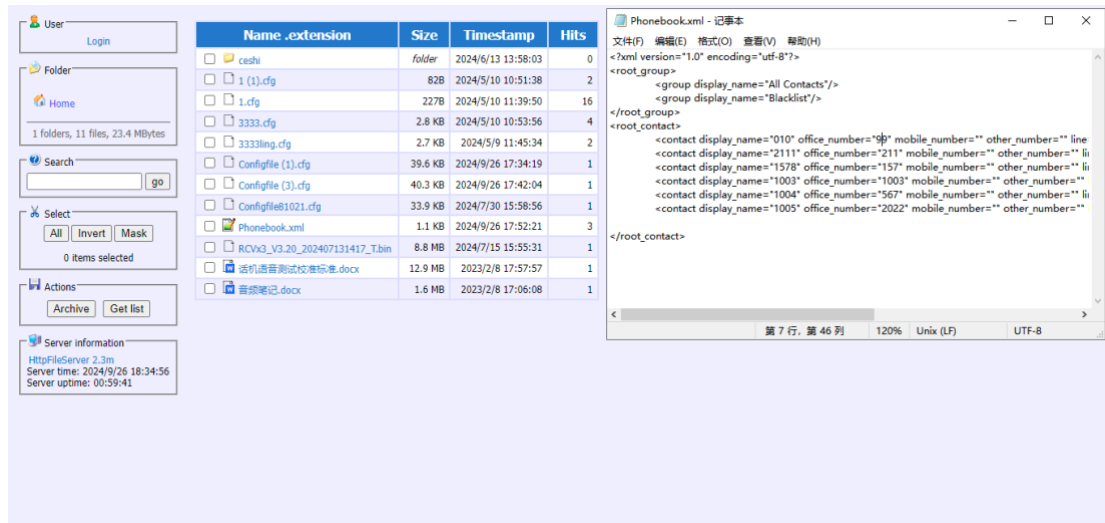 User
Login
Folder
Home
1 folders, 11 files, 23.4 MBytes
Search
go
Select
All Invert Mask
0 items selected
Actions
Archive Get list
Server information
HttpFileServer 2.3m
Server time: 2024/9/26 18:34:56
Server uptime: 00:59:41
Name .extension Size Timestamp Hits
ceshi folder 2024/6/13 13:58:03 0
1 (1).cfg 82B 2024/5/10 10:51:38 2
1.cfg 227B 2024/5/10 11:39:50 16
3333.cfg 2.8 KB 2024/5/10 10:53:56 4
3333ling.cfg 2.7 KB 2024/5/9 11:45:34 2
Configfile (1).cfg 39.6 KB 2024/9/26 17:34:19 1
Configfile (3).cfg 40.3 KB 2024/9/26 17:42:04 1
Configfile81021.cfg 33.9 KB 2024/7/30 15:58:56 1
Phonebook.xml 1.1 KB 2024/9/26 17:52:21 3
RCVx3_V3.20_202407131417_T.bin 8.8 MB 2024/7/15 15:55:31 1
话机语音测试校准标准.docx 12.9 MB 2023/2/8 17:57:57 1
音频笔记.docx 1.6 MB 2023/2/8 17:06:08 1
Phonebook.xml - 记事本
文件(F) 编辑(E) 格式(O) 查看(V) 帮助(H)
<?xml version="1.0" encoding="utf-8"?>
<root_group>
<group display_name="All Contacts"/>
<group display_name="Blacklist"/>
</root_group>
<root_contact>
<contact display_name="010" office_number="99" mobile_number="" other_number="" line
<contact display_name="2111" office_number="211" mobile_number="" other_number="" li
<contact display_name="1578" office_number="157" mobile_number="" other_number="" li
<contact display_name="1003" office_number="1003" mobile_number="" other_number=""
<contact display_name="1004" office_number="567" mobile_number="" other_number="" li
<contact display_name="1005" office_number="2022" mobile_number="" other_number=""
</root_contact>
第 7 行，第 46 列 120% Unix (LF) UTF-8